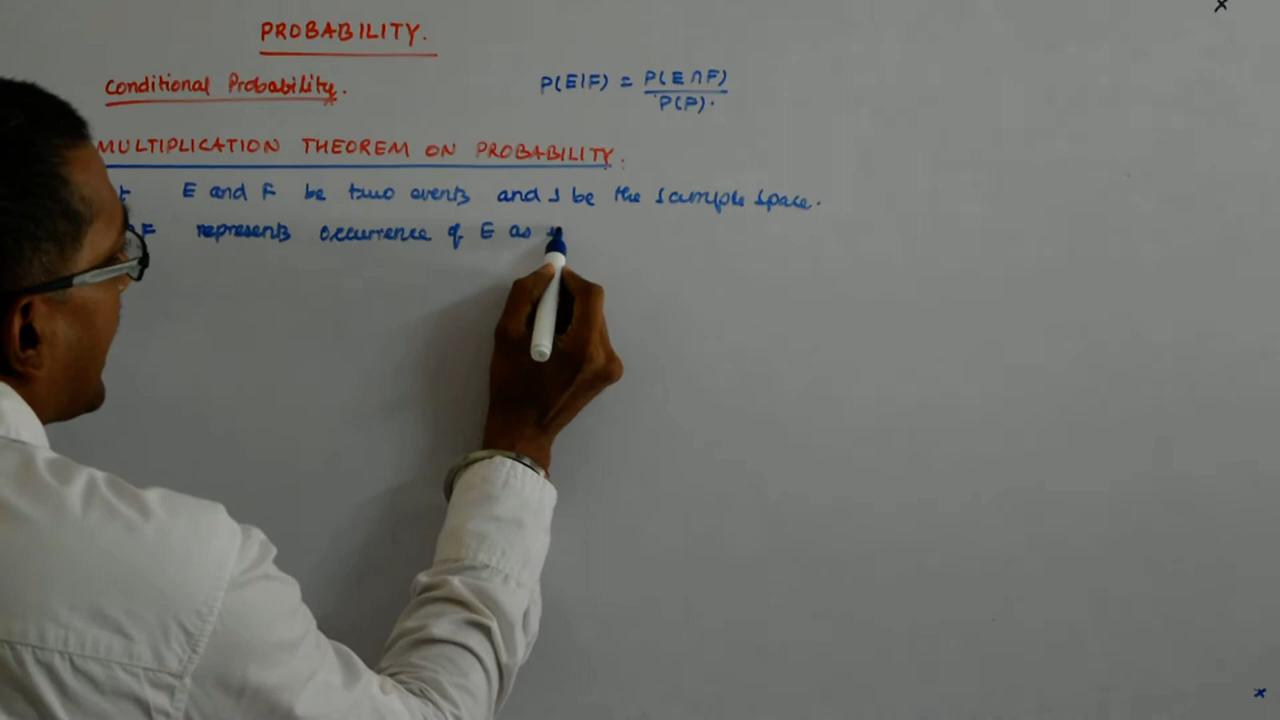 PROBABILITY.
Conditional Probability.
P(E|F) = P(E∩F)
P(P).
MULTIPLICATION THEOREM ON PROBABILITY.
E and F be two events and S be the sample space.
F represents occurrence of E as